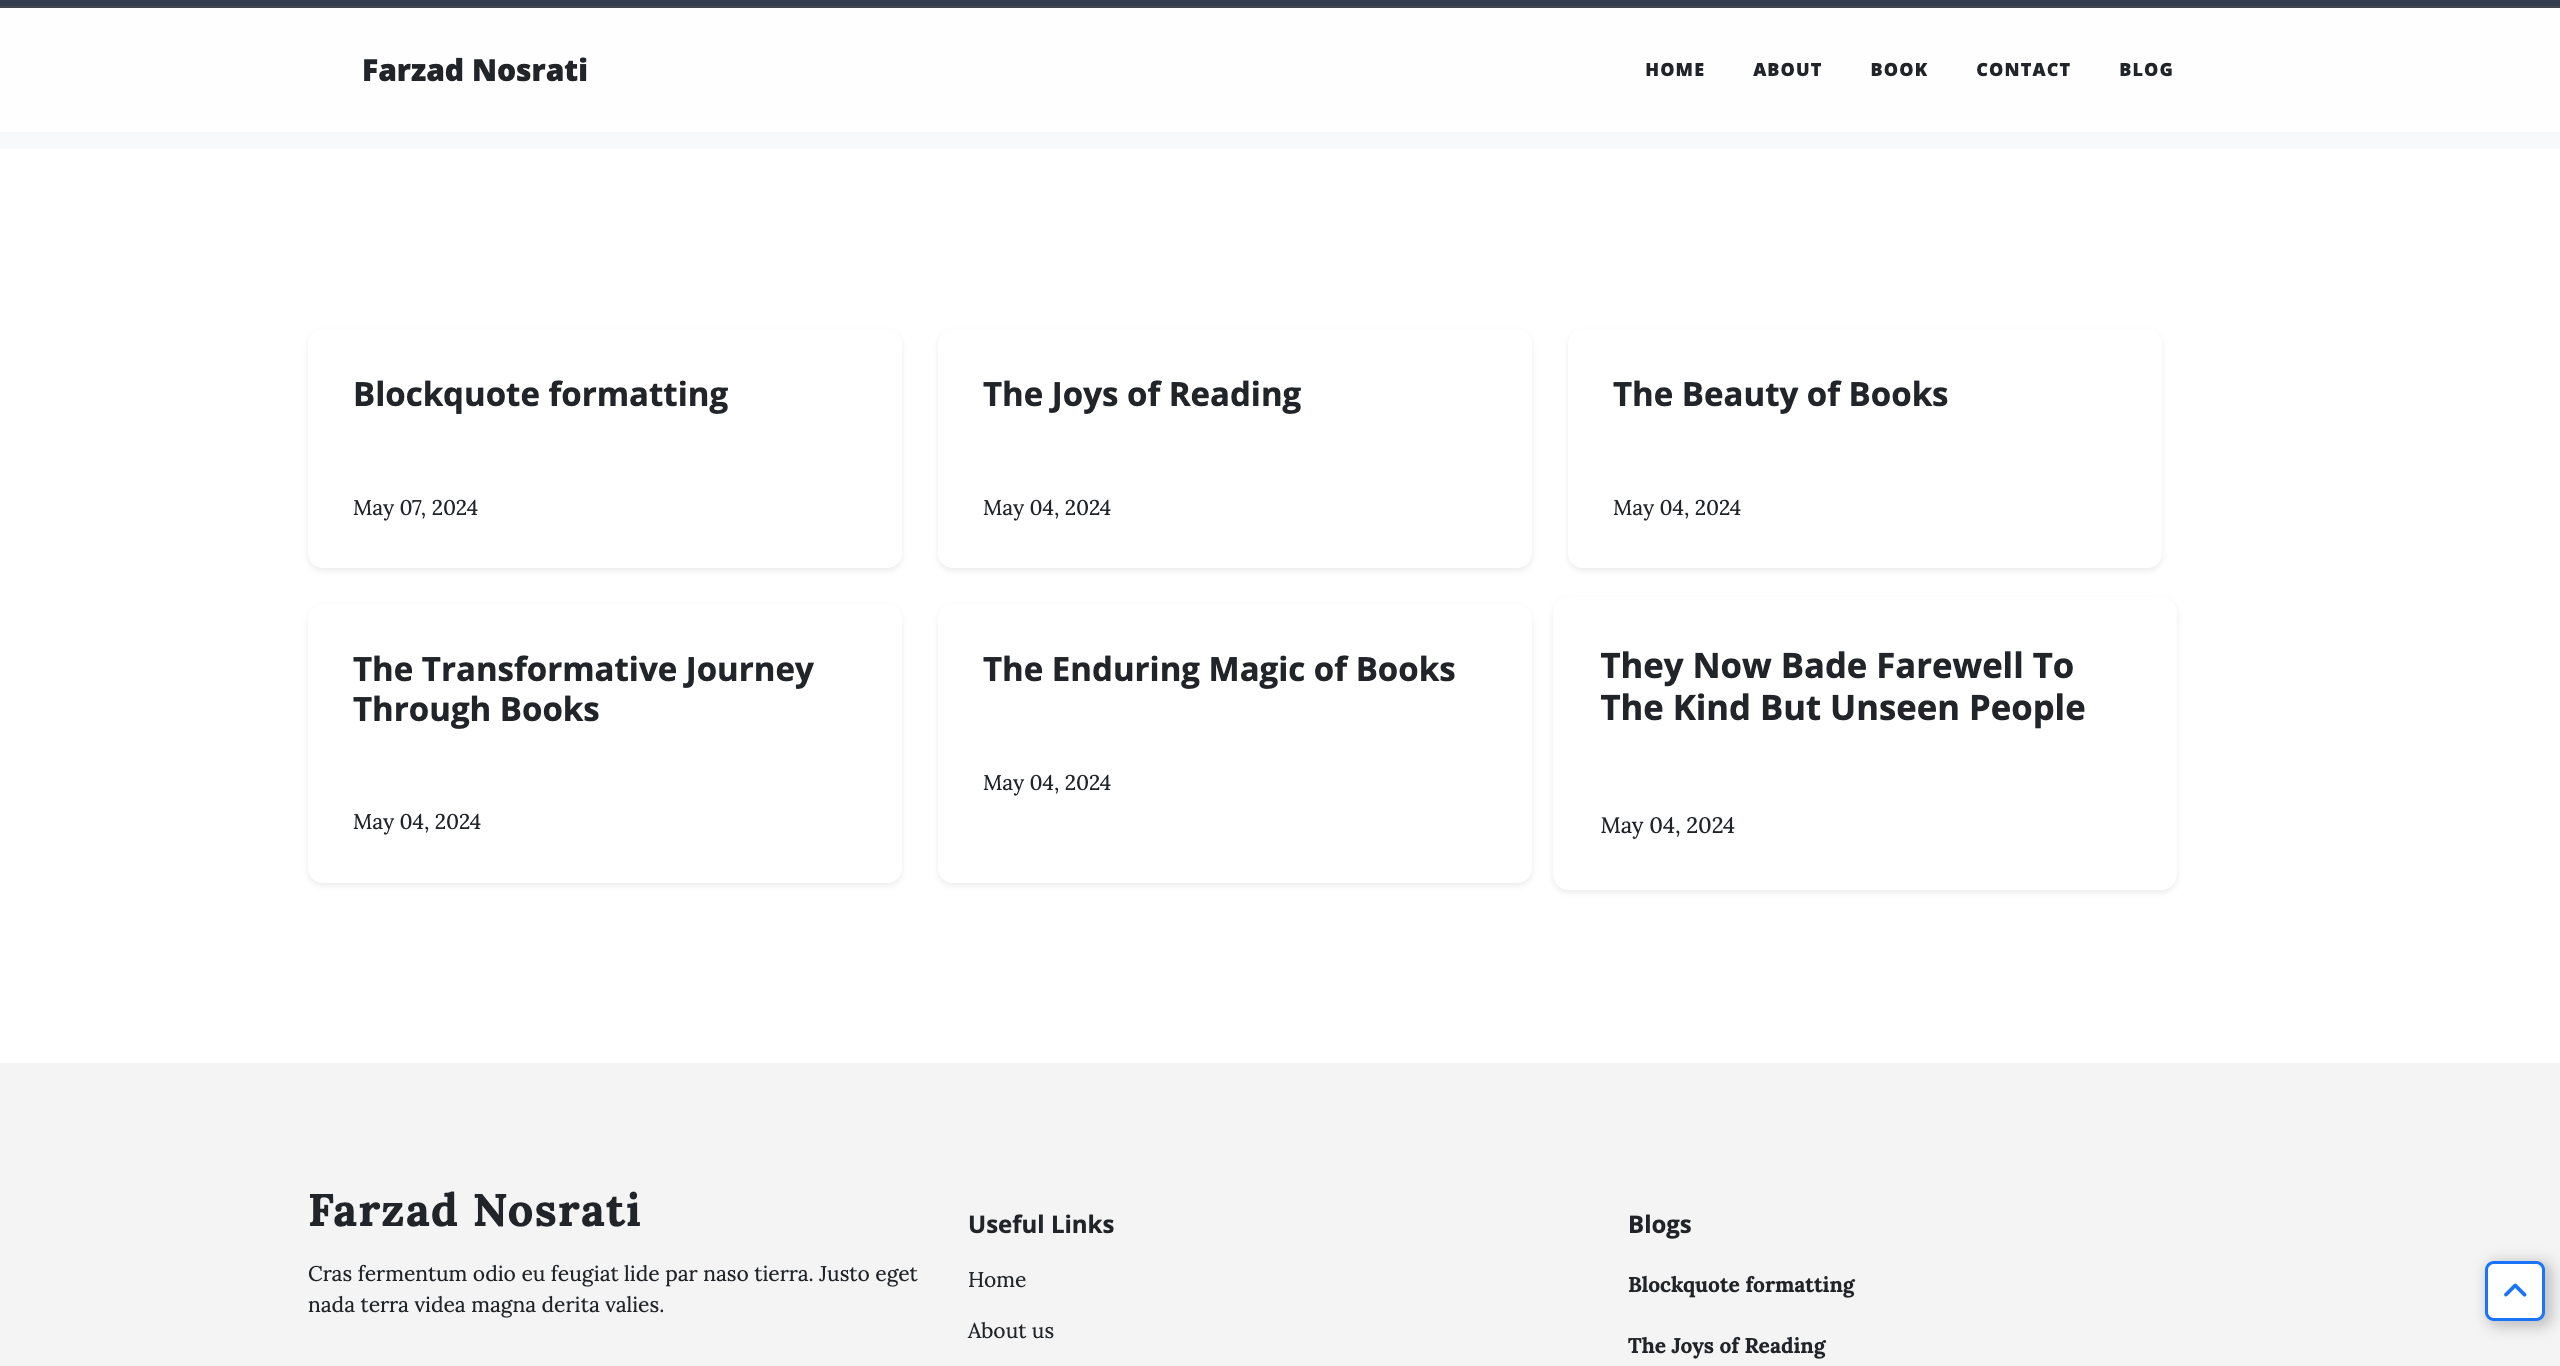 Farzad Nosrati
HOME ABOUT BOOK CONTACT BLOG
Blockquote formatting
May 07, 2024
The Joys of Reading
May 04, 2024
The Beauty of Books
May 04, 2024
The Transformative Journey
Through Books
May 04, 2024
The Enduring Magic of Books
May 04, 2024
They Now Bade Farewell To
The Kind But Unseen People
May 04, 2024
Farzad Nosrati
Cras fermentum odio eu feugiat lide par naso tierra. Justo eget
nada terra videa magna derita valies.
Useful Links
Home
About us
Blogs
Blockquote formatting
The Joys of Reading